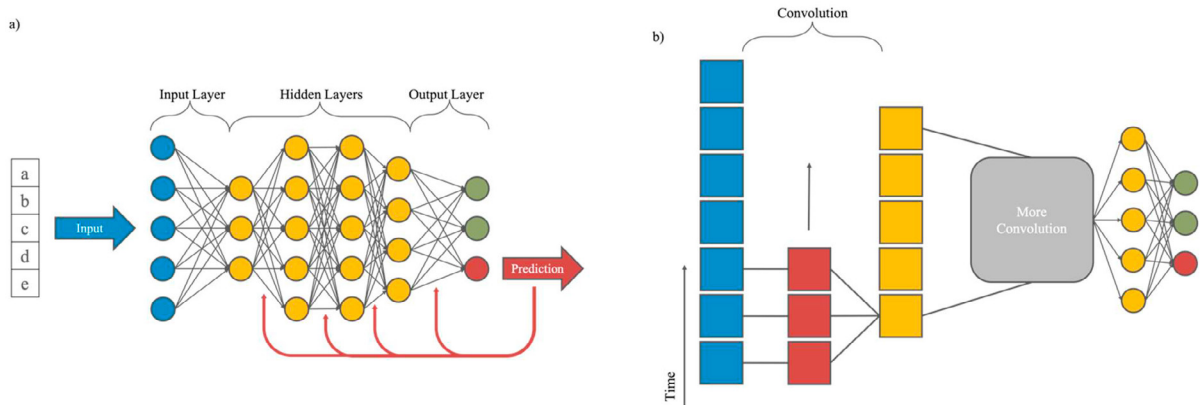 a)
Input Layer
Hidden Layers
Output Layer
a
b
c
d
e
Input
Prediction
b)
Convolution
Time
More
Convolution